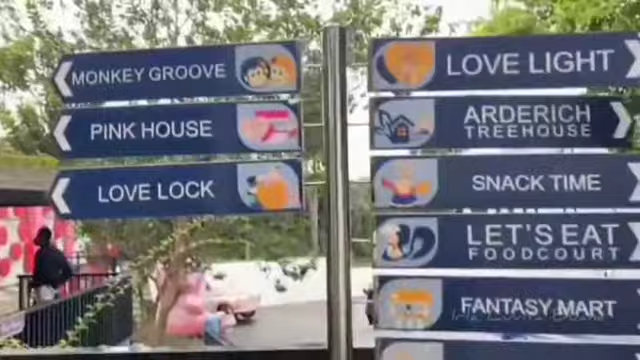 MONKEY GROOVE
PINK HOUSE
LOVE LOCK
LOVE LIGHT
ARDERICH
TREEHOUSE
SNACK TIME
LET'S EAT
FOODCOURT
FANTASY MART